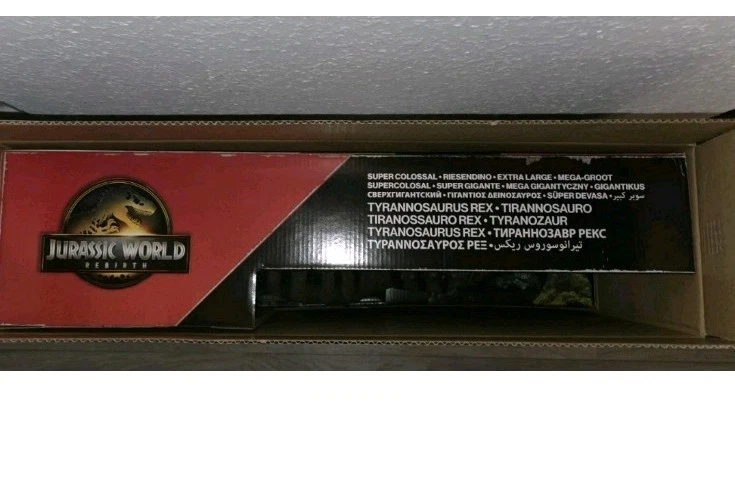 JURASSIC WORLD
REBIRTH
SUPER COLOSSAL • RIESENDINO • EXTRA LARGE • MEGA-GROOT
SUPERCOLOSAL • SUPER GIGANTE • MEGA GIGANTYCZNY • GIGANTIKUS
СВЕРХГИГАНТСКИЙ • ΓΙΓΑΝΤΙΟΣ ΔΕΙΝΟΣΑΥΡΟΣ • SÜPER DEVASA • سوبر كبير
TYRANNOSAURUS REX • TIRANNOSAURO
TIRANOSSAURO REX • TYRANOZAUR
TYRANOSAURUS REX • ТИРАННОЗАВР РЕКС
ΤΥΡΑΝΝΟΣΑΥΡΟΣ ΡΕΞ • تيرانوسوروس ريكس